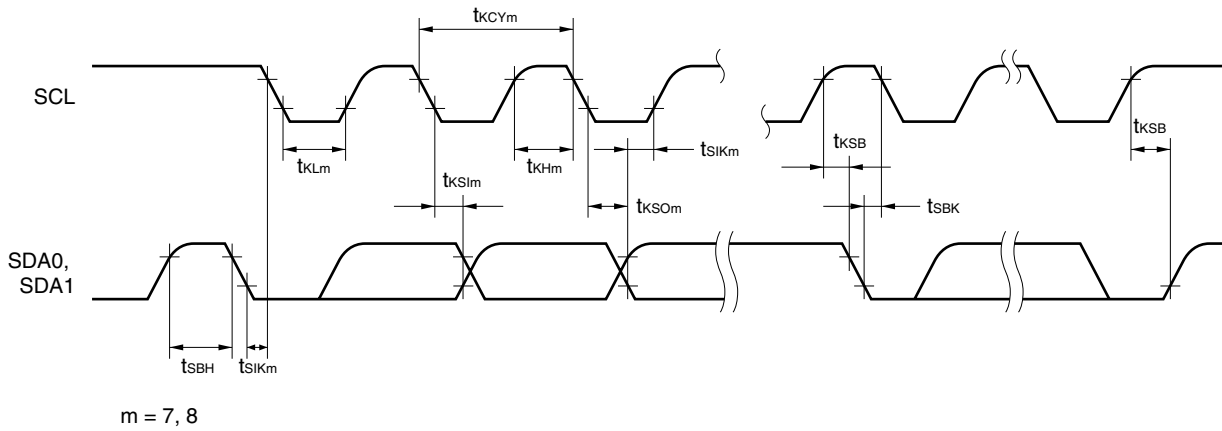 tKCYm
SCL
tKLm
tKHm
tSIKm
tKSB
tKSB
tKSIm
tKSOm
tSBK
SDA0,
SDA1
tSBH
tSIKm
m = 7, 8